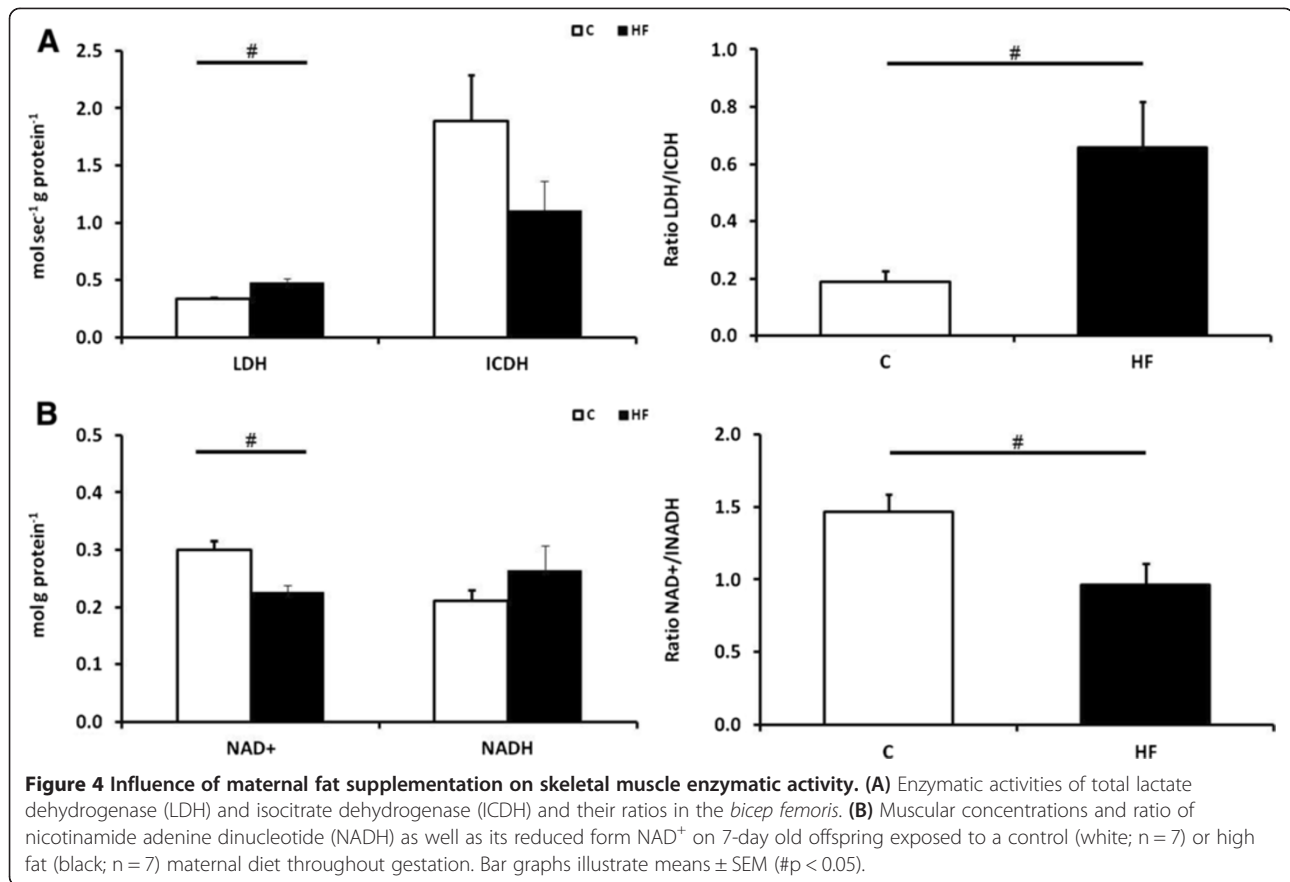 A
C HF
#
2.5
2.0
1.5
1.0
0.5
0.0
mol sec⁻¹ g protein⁻¹
LDH ICDH
#
1.0
0.8
0.6
0.4
0.2
0.0
Ratio LDH/ICDH
C HF
B
C HF
#
0.5
0.4
0.3
0.2
0.1
0.0
mol g protein⁻¹
NAD+ NADH
#
2.0
1.5
1.0
0.5
0.0
Ratio NAD+/INADH
C HF
Figure 4 Influence of maternal fat supplementation on skeletal muscle enzymatic activity. (A) Enzymatic activities of total lactate
dehydrogenase (LDH) and isocitrate dehydrogenase (ICDH) and their ratios in the bicep femoris. (B) Muscular concentrations and ratio of
nicotinamide adenine dinucleotide (NADH) as well as its reduced form NAD⁺ on 7-day old offspring exposed to a control (white; n = 7) or high
fat (black; n = 7) maternal diet throughout gestation. Bar graphs illustrate means ± SEM (#p < 0.05).